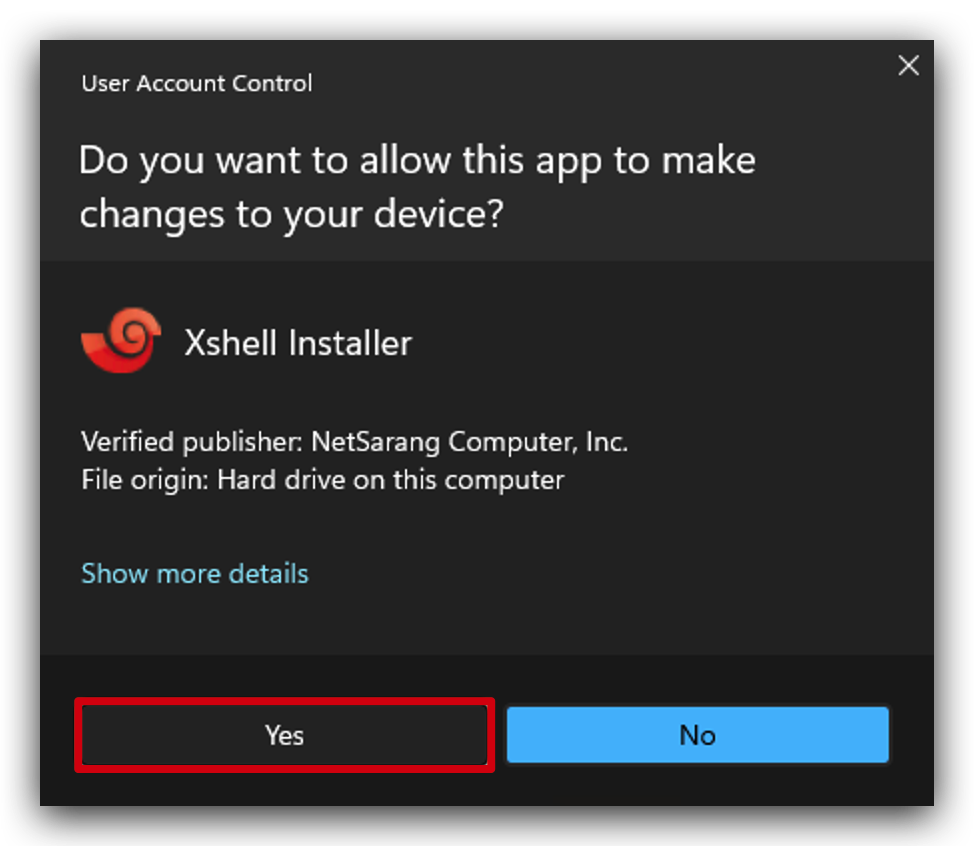 User Account Control
Do you want to allow this app to make
changes to your device?
Xshell Installer
Verified publisher: NetSarang Computer, Inc.
File origin: Hard drive on this computer
Show more details
Yes
No